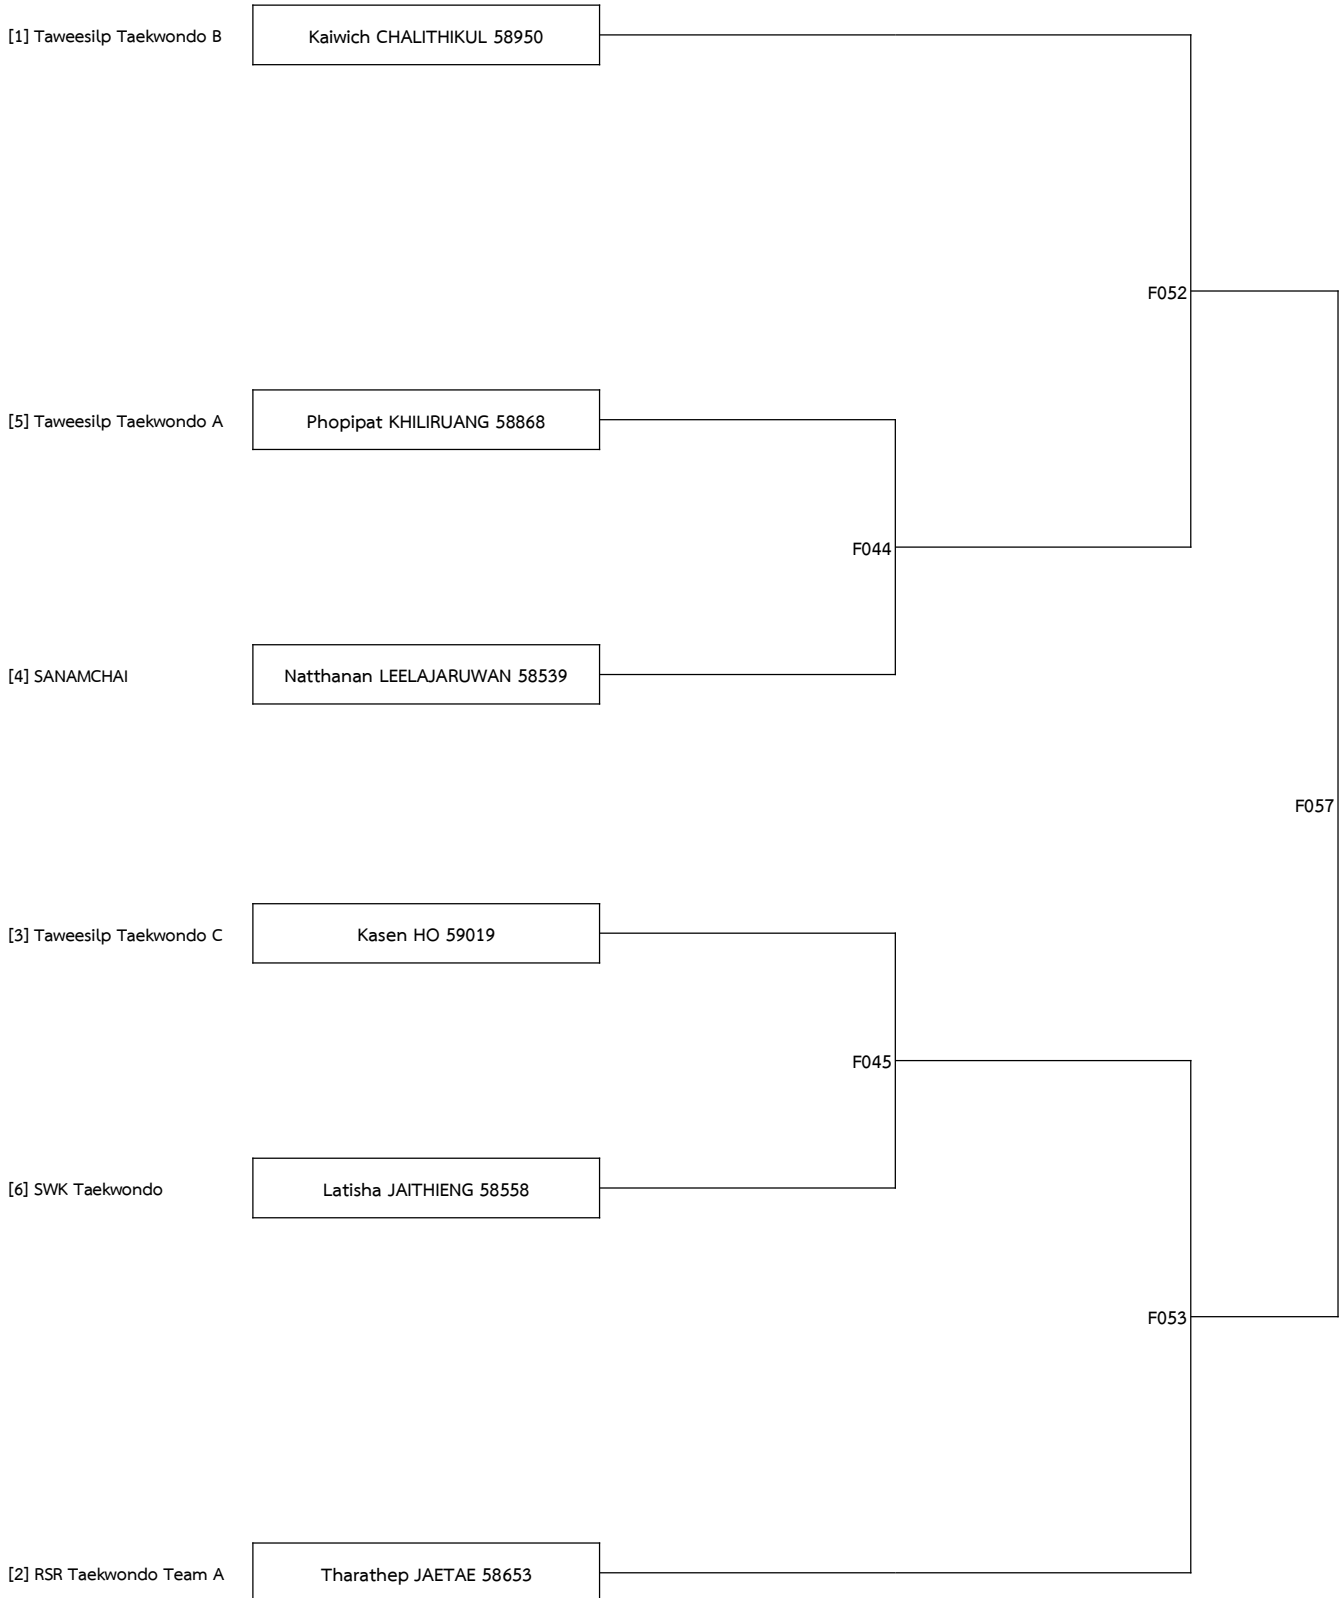 [1] Taweesilp Taekwondo B
Kaiwich CHALITHIKUL 58950
F052
[5] Taweesilp Taekwondo A
Phopipat KHILIRUANG 58868
F044
[4] SANAMCHAI
Natthanan LEELAJARUWAN 58539
F057
[3] Taweesilp Taekwondo C
Kasen HO 59019
F045
[6] SWK Taekwondo
Latisha JAITHIENG 58558
F053
[2] RSR Taekwondo Team A
Tharathep JAETAE 58653